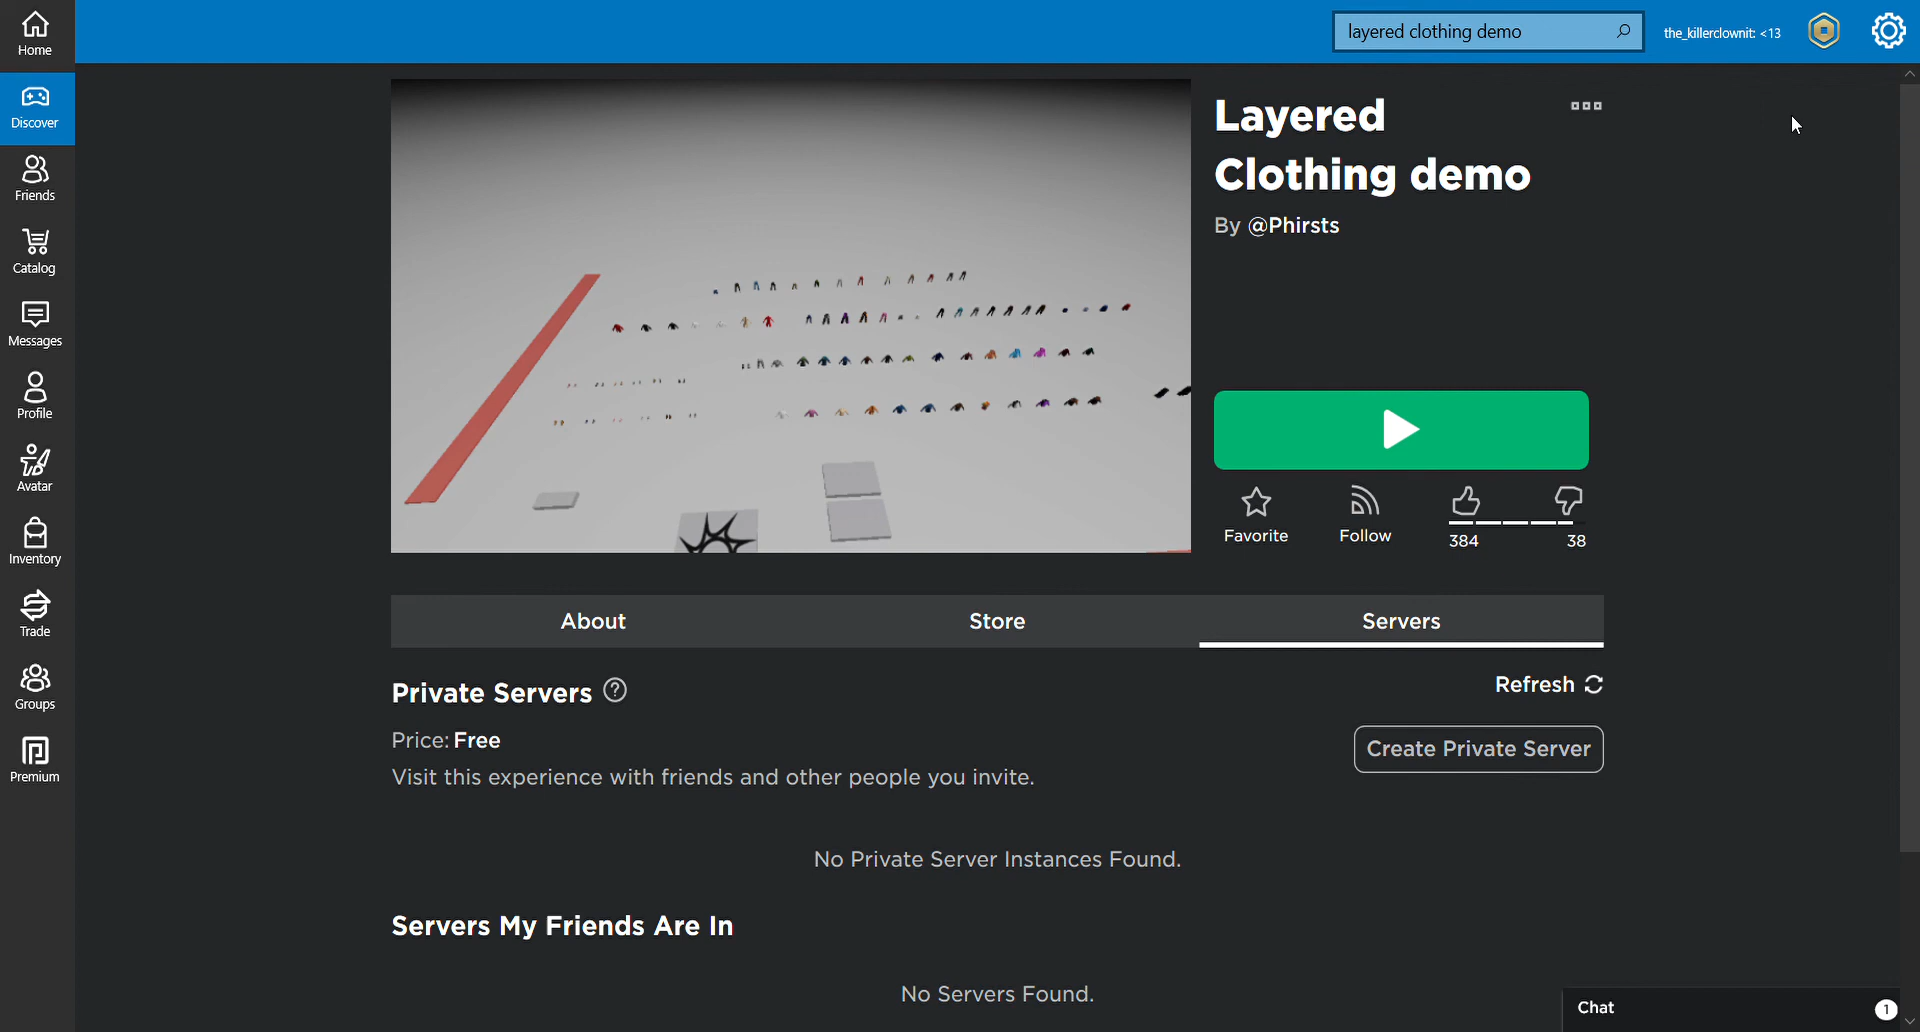 Home
Discover
Friends
Catalog
Messages
Profile
Avatar
Inventory
Trade
Groups
Premium
layered clothing demo
the_killerclownit: <13
Layered
Clothing demo
By @Phirsts
Favorite
Follow
384
38
About
Store
Servers
Private Servers ?
Refresh
Price: Free
Create Private Server
Visit this experience with friends and other people you invite.
No Private Server Instances Found.
Servers My Friends Are In
No Servers Found.
Chat
1